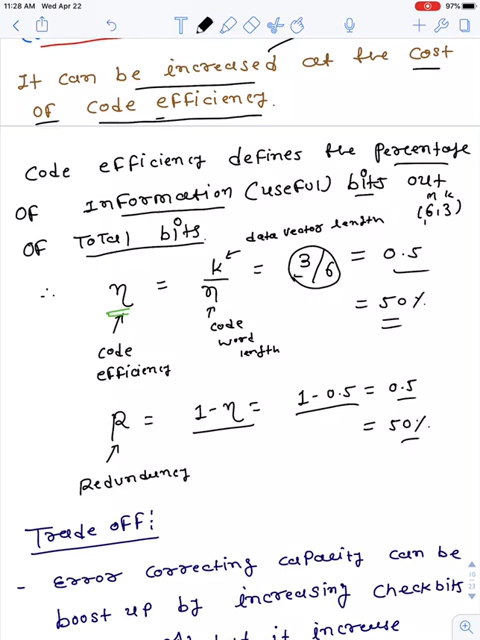 11:28 AM Wed Apr 22
97%
It can be increased at the cost
of code efficiency.
code efficiency defines the percentage
of information (useful) bits out
of total bits.
n k
(6,3)
data vector length
∴ η = k/n = 3/6 = 0.5
= 50%
code efficiency
code word length
R = 1-η = 1-0.5 = 0.5
= 50%
Redundancy
Trade off:
- Error correcting capacity can be
boost up by increasing checkbits
but it increase
10
23